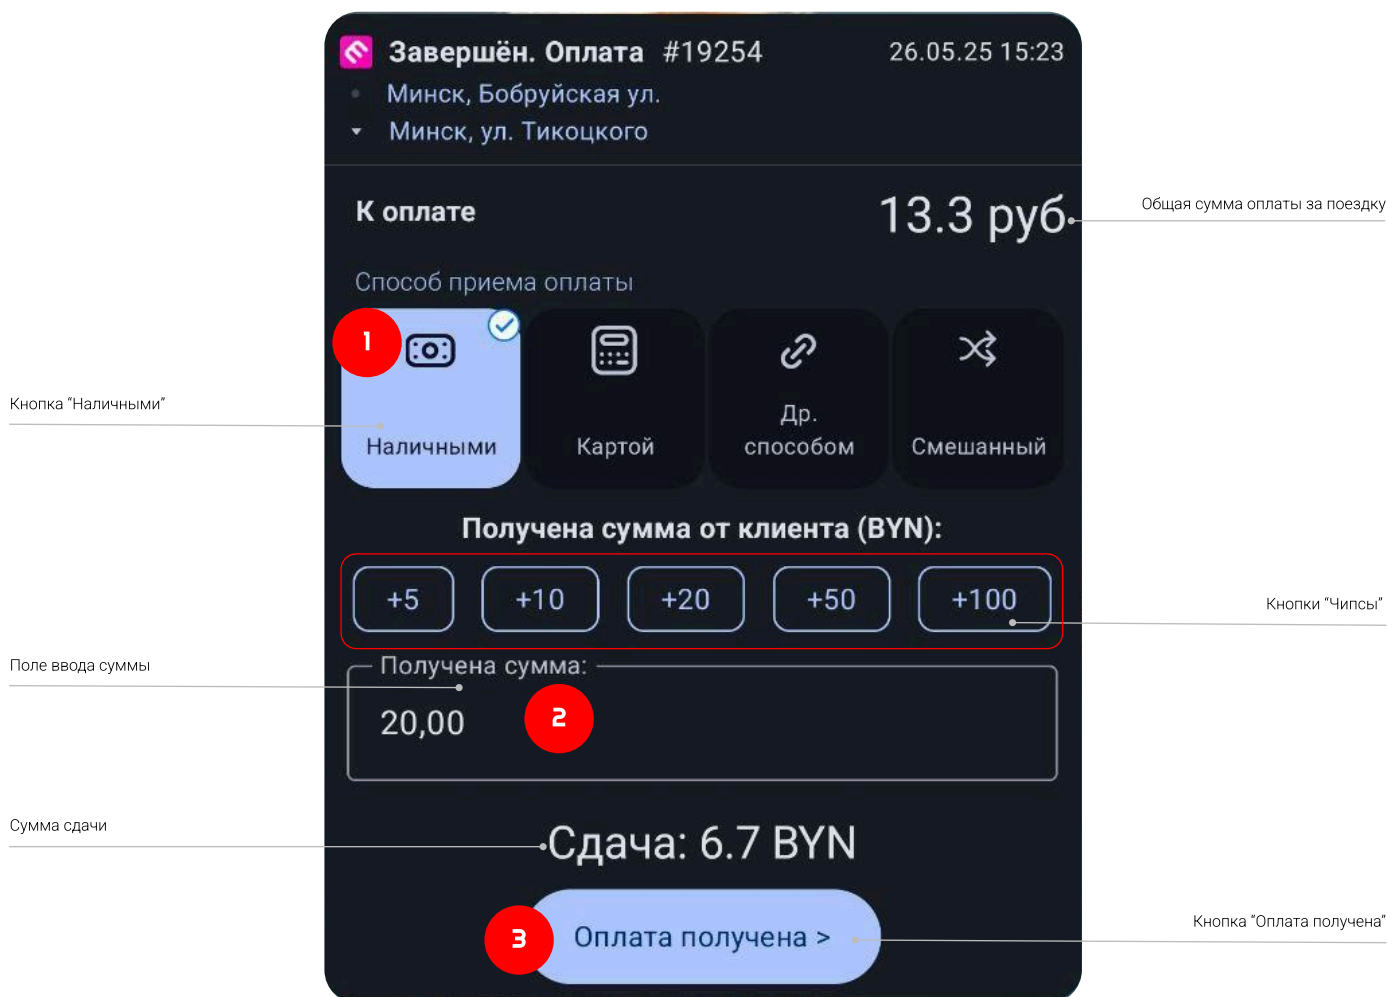 Завершён. Оплата #19254 26.05.25 15:23
Минск, Бобруйская ул.
Минск, ул. Тикоцкого
К оплате 13.3 руб
Общая сумма оплаты за поездку
Способ приема оплаты
1
Кнопка “Наличными”
Наличными
Картой
Др.
способом
Смешанный
Получена сумма от клиента (BYN):
+5 +10 +20 +50 +100
Кнопки “Чипсы”
Поле ввода суммы
Получена сумма:
20,00
2
Сумма сдачи
Сдача: 6.7 BYN
3
Оплата получена >
Кнопка “Оплата получена”